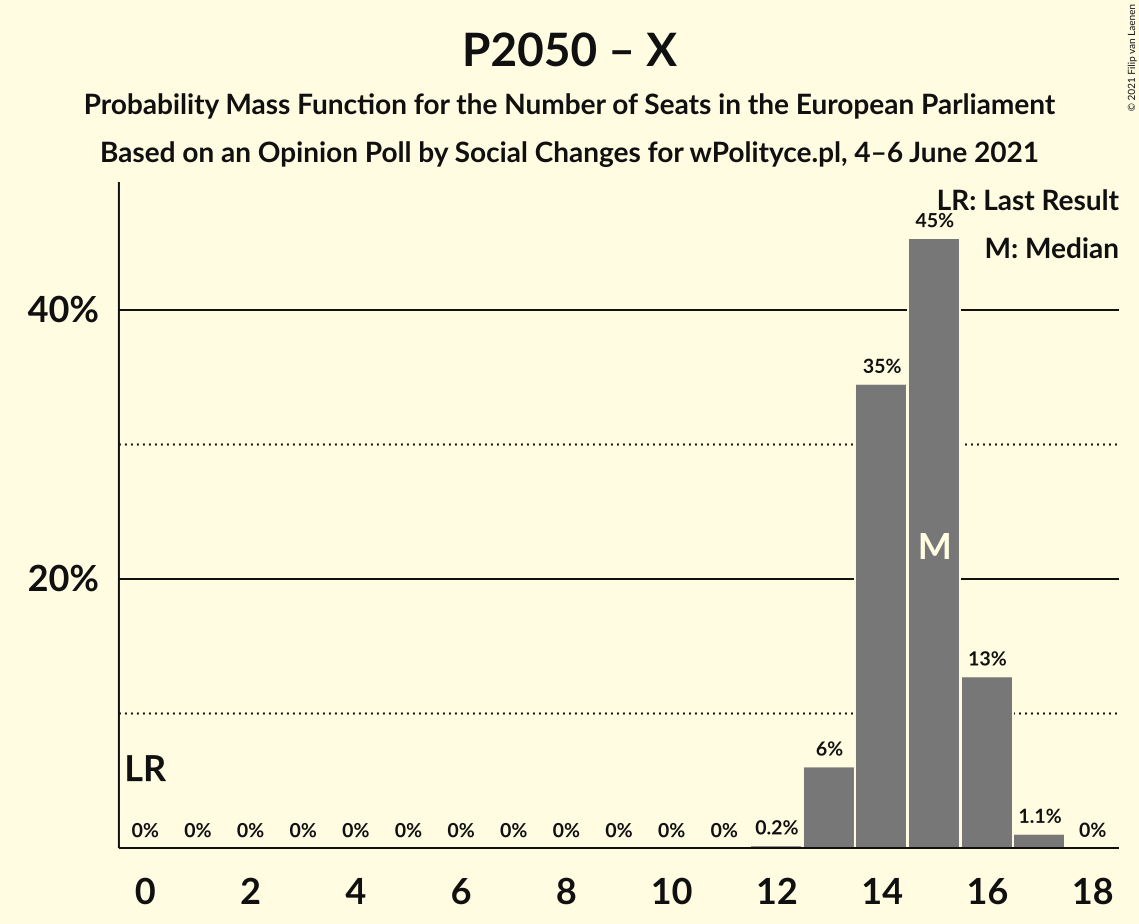 P2050 – X
Probability Mass Function for the Number of Seats in the European Parliament
Based on an Opinion Poll by Social Changes for wPolityce.pl, 4–6 June 2021
© 2021 Filip van Laenen
LR: Last Result
M: Median
45%
40%
35%
M
20%
13%
6%
LR
0% 0% 0% 0% 0% 0% 0% 0% 0% 0% 0% 0% 0.2% 1.1% 0%
0 2 4 6 8 10 12 14 16 18